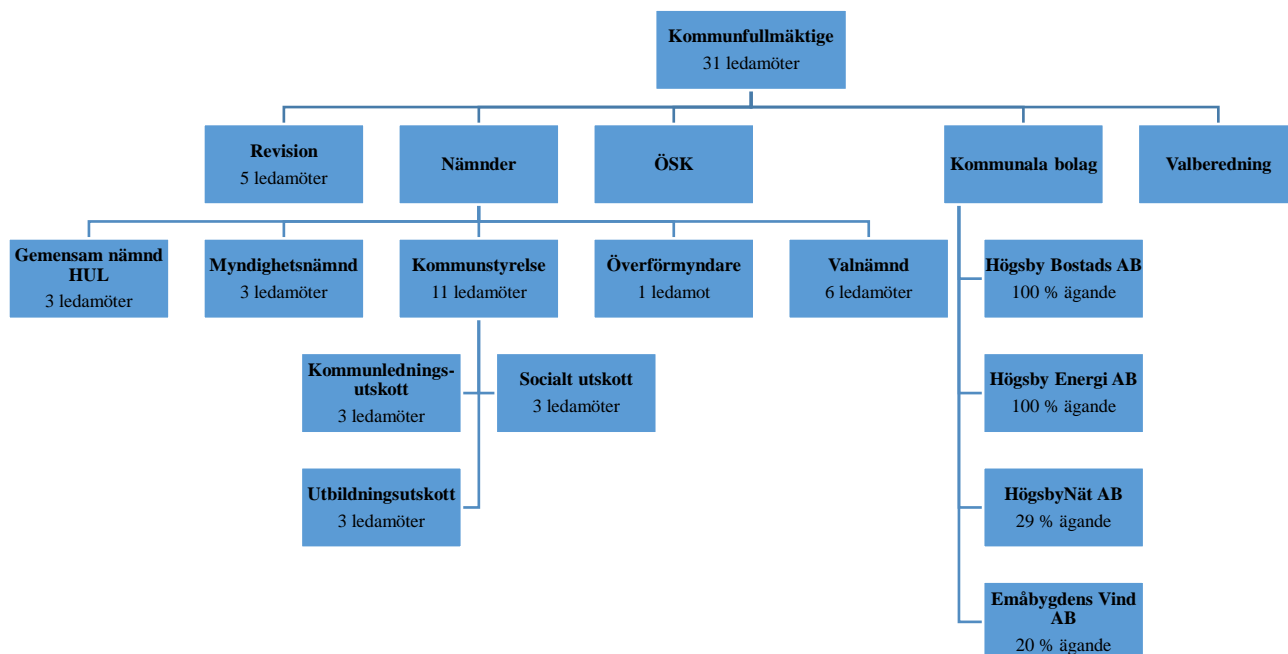 Kommunfullmäktige
31 ledamöter
Revision
5 ledamöter
Nämnder
ÖSK
Kommunala bolag
Valberedning
Gemensam nämnd
HUL
3 ledamöter
Myndighetsnämnd
3 ledamöter
Kommunstyrelse
11 ledamöter
Överförmyndare
1 ledamot
Valnämnd
6 ledamöter
Kommunlednings-
utskott
3 ledamöter
Socialt utskott
3 ledamöter
Utbildningsutskott
3 ledamöter
Högsby Bostads AB
100 % ägande
Högsby Energi AB
100 % ägande
HögsbyNät AB
29 % ägande
Emåbygdens Vind
AB
20 % ägande